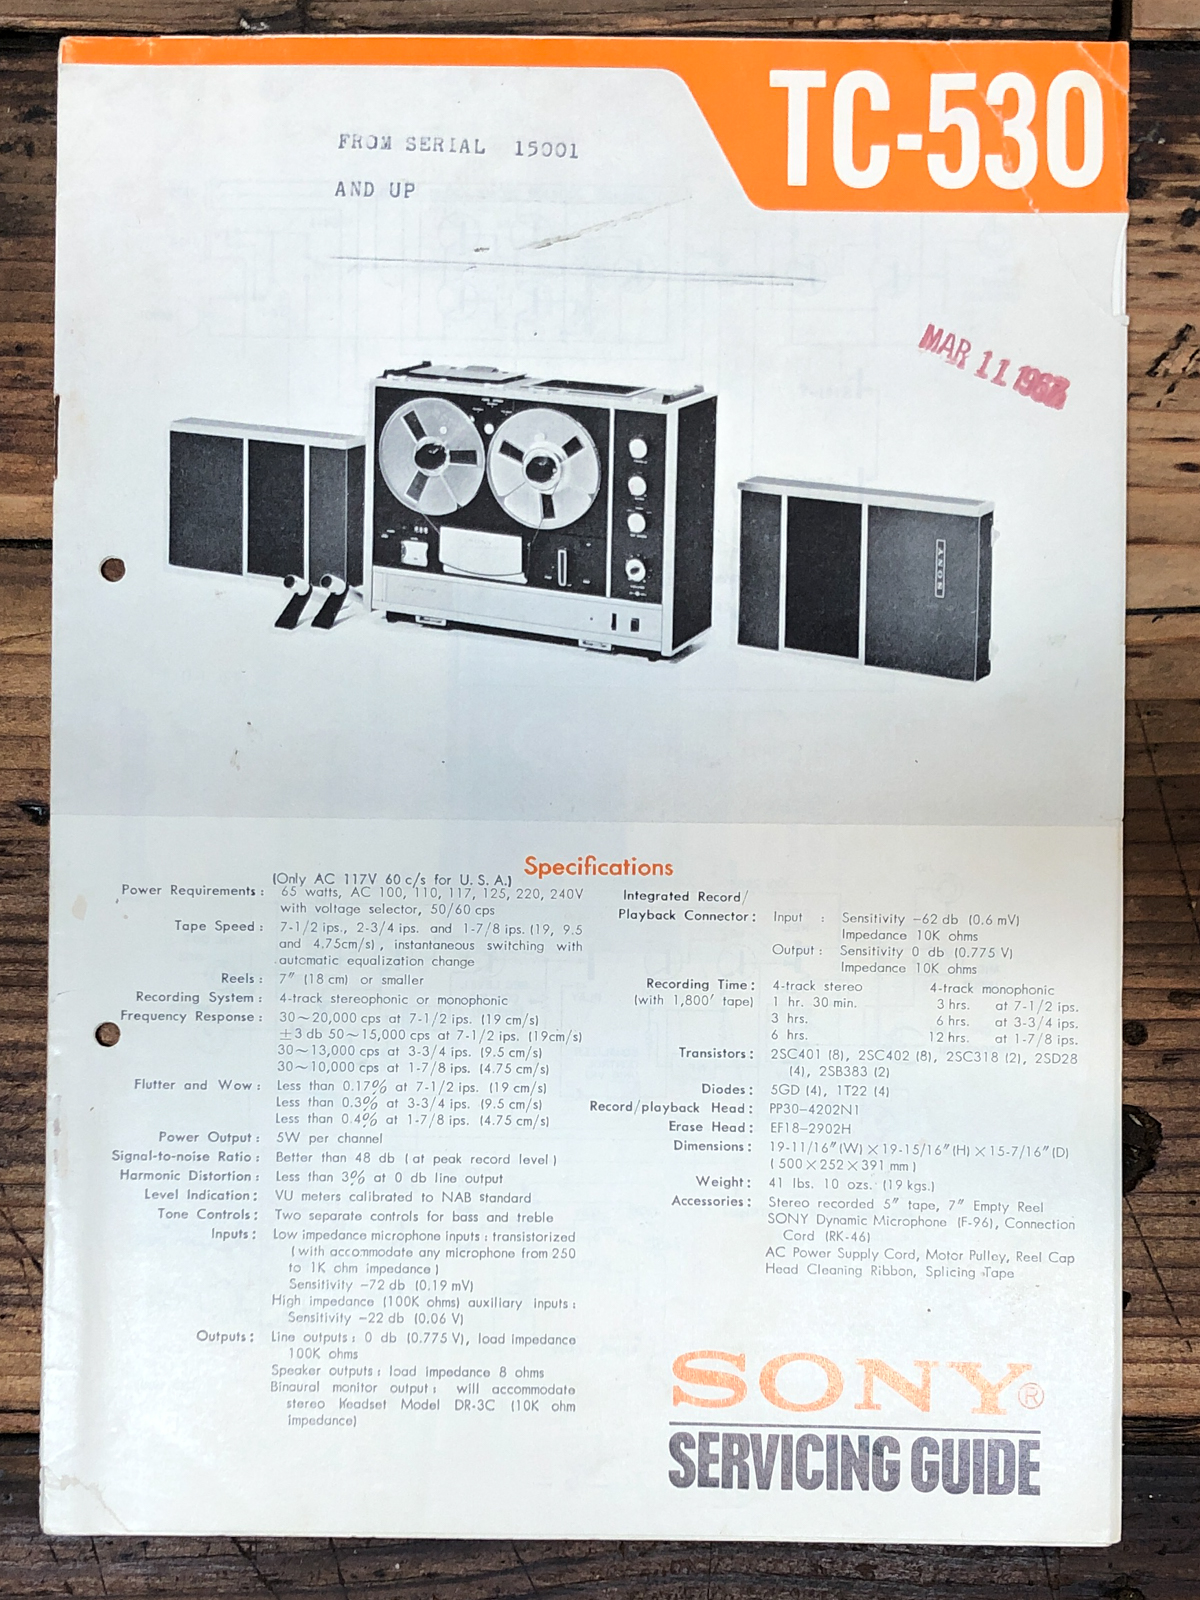 TC-530
FROM SERIAL 15001
AND UP
MAR 11
SONY
Specifications
(Only AC 117V 60 c/s for U. S. A.)
Power Requirements : 65 watts, AC 100, 110, 117, 125, 220, 240V
with voltage selector, 50/60 cps
Tape Speed : 7-1/2 ips., 2-3/4 ips. and 1-7/8 ips. (19, 9.5
and 4.75cm/s) , instantaneous switching with
automatic equalization change
Reels : 7″ (18 cm) or smaller
Recording System : 4-track stereophonic or monophonic
Frequency Response : 30~20,000 cps at 7-1/2 ips. (19 cm/s)
±3 db 50~15,000 cps at 7-1/2 ips. (19cm/s)
30~13,000 cps at 3-3/4 ips. (9.5 cm/s)
30~10,000 cps at 1-7/8 ips. (4.75 cm/s)
Flutter and Wow : Less than 0.17% at 7-1/2 ips. (19 cm/s)
Less than 0.3% at 3-3/4 ips. (9.5 cm/s)
Less than 0.4% at 1-7/8 ips. (4.75 cm/s)
Power Output : 5W per channel
Signal-to-noise Ratio : Better than 48 db ( at peak record level )
Harmonic Distortion : Less than 3% at 0 db line output
Level Indication : VU meters calibrated to NAB standard
Tone Controls : Two separate controls for bass and treble
Inputs : Low impedance microphone inputs : transistorized
( with accommodate any microphone from 250
to 1K ohm impedance )
Sensitivity −72 db (0.19 mV)
High impedance (100K ohms) auxiliary inputs :
Sensitivity −22 db (0.06 V)
Outputs : Line outputs : 0 db (0.775 V), load impedance
100K ohms
Speaker outputs : load impedance 8 ohms
Binaural monitor output : will accommodate
stereo Headset Model DR-3C (10K ohm
impedance)
Integrated Record/
Playback Connector : Input : Sensitivity −62 db (0.6 mV)
Impedance 10K ohms
Output : Sensitivity 0 db (0.775 V)
Impedance 10K ohms
Recording Time : 4-track stereo 4-track monophonic
(with 1,800′ tape) 1 hr. 30 min. 3 hrs. at 7-1/2 ips.
3 hrs. 6 hrs. at 3-3/4 ips.
6 hrs. 12 hrs. at 1-7/8 ips.
Transistors : 2SC401 (8), 2SC402 (8), 2SC318 (2), 2SD28
(4), 2SB383 (2)
Diodes : 5GD (4), 1T22 (4)
Record/playback Head : PP30-4202N1
Erase Head : EF18-2902H
Dimensions : 19-11/16″(W) × 19-15/16″(H) × 15-7/16″(D)
( 500 × 252 × 391 mm )
Weight : 41 lbs. 10 ozs. (19 kgs.)
Accessories : Stereo recorded 5″ tape, 7″ Empty Reel
SONY Dynamic Microphone (F-96), Connection
Cord (RK-46)
AC Power Supply Cord, Motor Pulley, Reel Cap
Head Cleaning Ribbon, Splicing Tape
SONY ®
SERVICING GUIDE